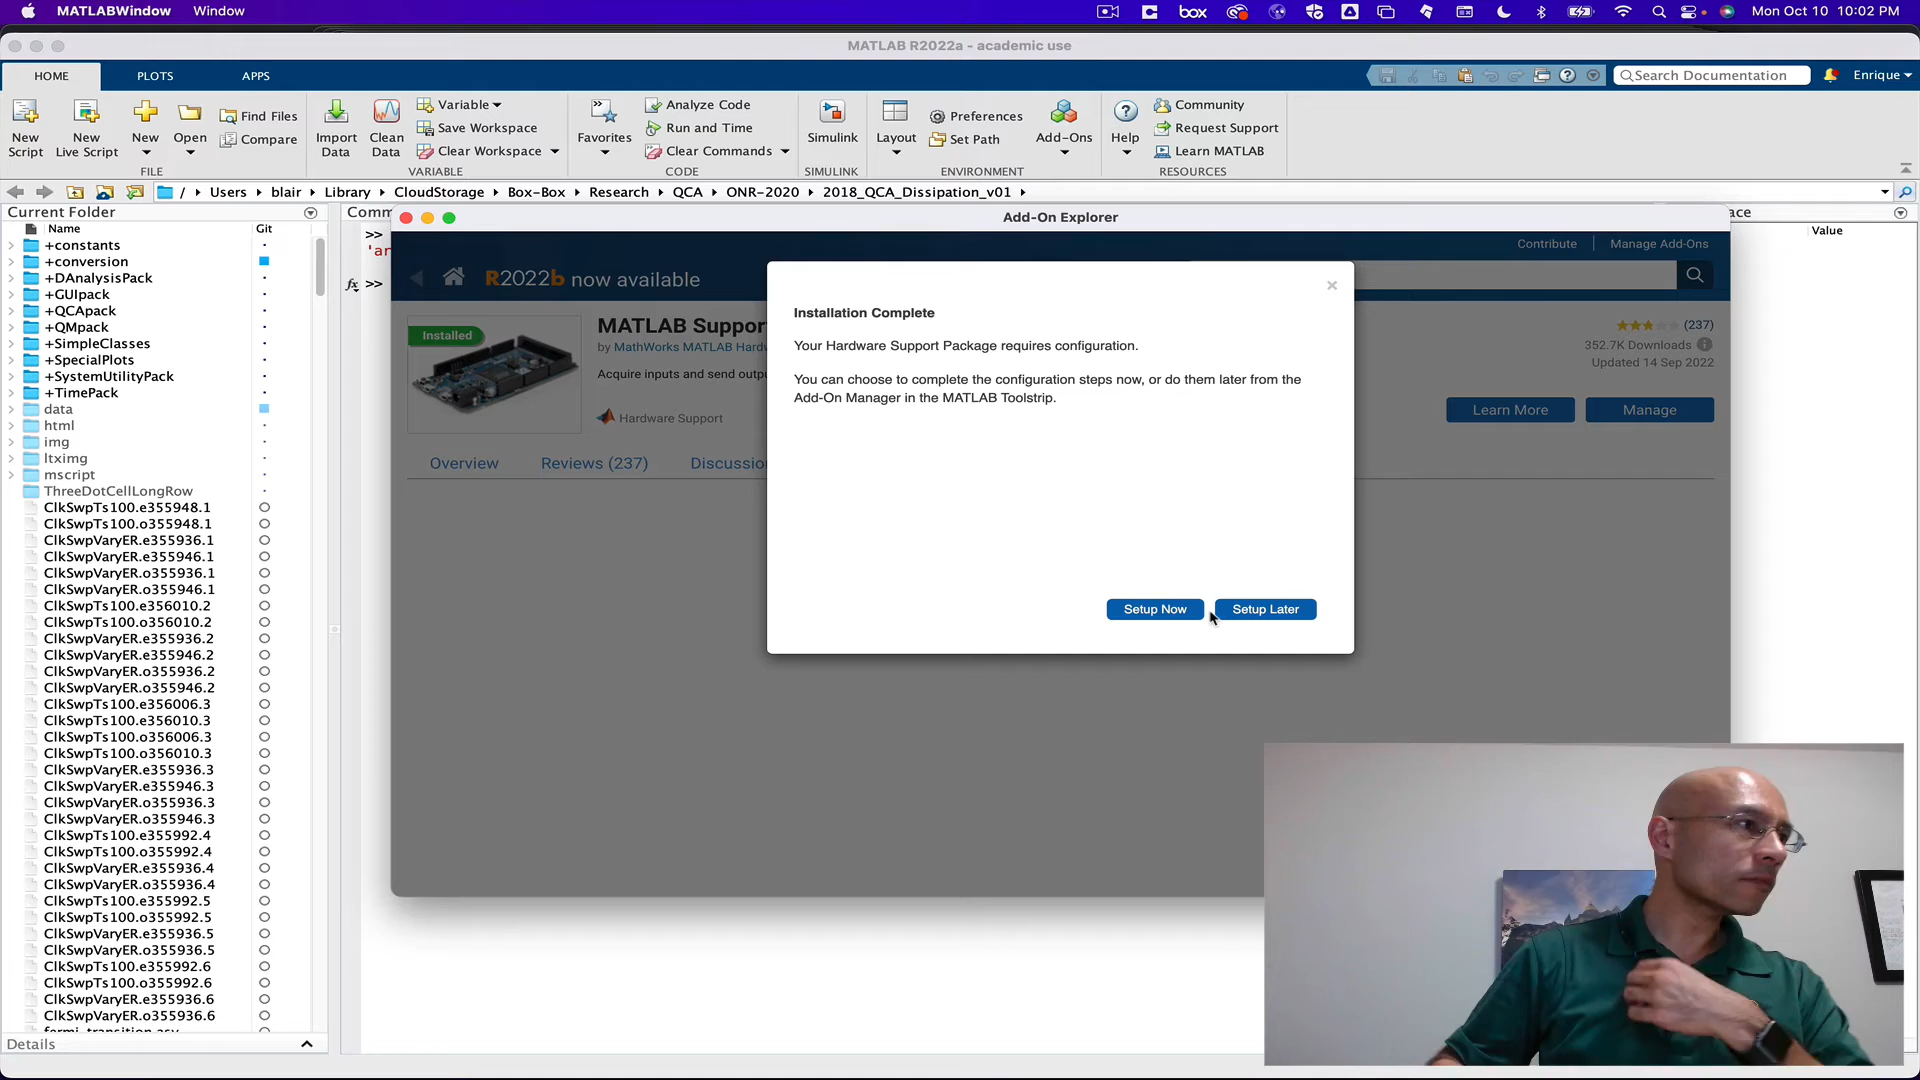 MATLABWindow Window
box
Mon Oct 10 10:02 PM
MATLAB R2022a - academic use
HOME PLOTS APPS
Search Documentation
Enrique
New Script
New Live Script
New
Open
Find Files
Compare
FILE
Import Data
Clean Data
Variable
Save Workspace
Clear Workspace
VARIABLE
Favorites
Analyze Code
Run and Time
Clear Commands
CODE
Simulink
SIMULINK
Layout
Preferences
Set Path
Add-Ons
ENVIRONMENT
Help
Community
Request Support
Learn MATLAB
RESOURCES
/ Users blair Library CloudStorage Box-Box Research QCA ONR-2020 2018_QCA_Dissipation_v01
Current Folder
Name Git
+constants
+conversion
+DAnalysisPack
+GUIpack
+QCApack
+QMpack
+SimpleClasses
+SpecialPlots
+SystemUtilityPack
+TimePack
data
html
img
ltximg
mscript
ThreeDotCellLongRow
ClkSwpTs100.e355948.1
ClkSwpTs100.o355948.1
ClkSwpVaryER.e355936.1
ClkSwpVaryER.e355946.1
ClkSwpVaryER.o355936.1
ClkSwpVaryER.o355946.1
ClkSwpTs100.e356010.2
ClkSwpTs100.o356010.2
ClkSwpVaryER.e355936.2
ClkSwpVaryER.e355946.2
ClkSwpVaryER.o355936.2
ClkSwpVaryER.o355946.2
ClkSwpTs100.e356006.3
ClkSwpTs100.e356010.3
ClkSwpTs100.o356006.3
ClkSwpTs100.o356010.3
ClkSwpVaryER.e355936.3
ClkSwpVaryER.e355946.3
ClkSwpVaryER.o355936.3
ClkSwpVaryER.o355946.3
ClkSwpTs100.e355992.4
ClkSwpTs100.o355992.4
ClkSwpVaryER.e355936.4
ClkSwpVaryER.o355936.4
ClkSwpTs100.e355992.5
ClkSwpTs100.o355992.5
ClkSwpVaryER.e355936.5
ClkSwpVaryER.o355936.5
ClkSwpTs100.e355992.6
ClkSwpTs100.o355992.6
ClkSwpVaryER.e355936.6
ClkSwpVaryER.o355936.6
Details
Comm
>>
'ar
fx >>
ace
Value
Add-On Explorer
Contribute | Manage Add-Ons
R2022b now available
Installed
MATLAB Suppor
by MathWorks MATLAB Hardw
Acquire inputs and send outpu
Hardware Support
(237)
352.7K Downloads
Updated 14 Sep 2022
Learn More
Manage
Overview Reviews (237) Discussio
Installation Complete
Your Hardware Support Package requires configuration.
You can choose to complete the configuration steps now, or do them later from the
Add-On Manager in the MATLAB Toolstrip.
Setup Now
Setup Later